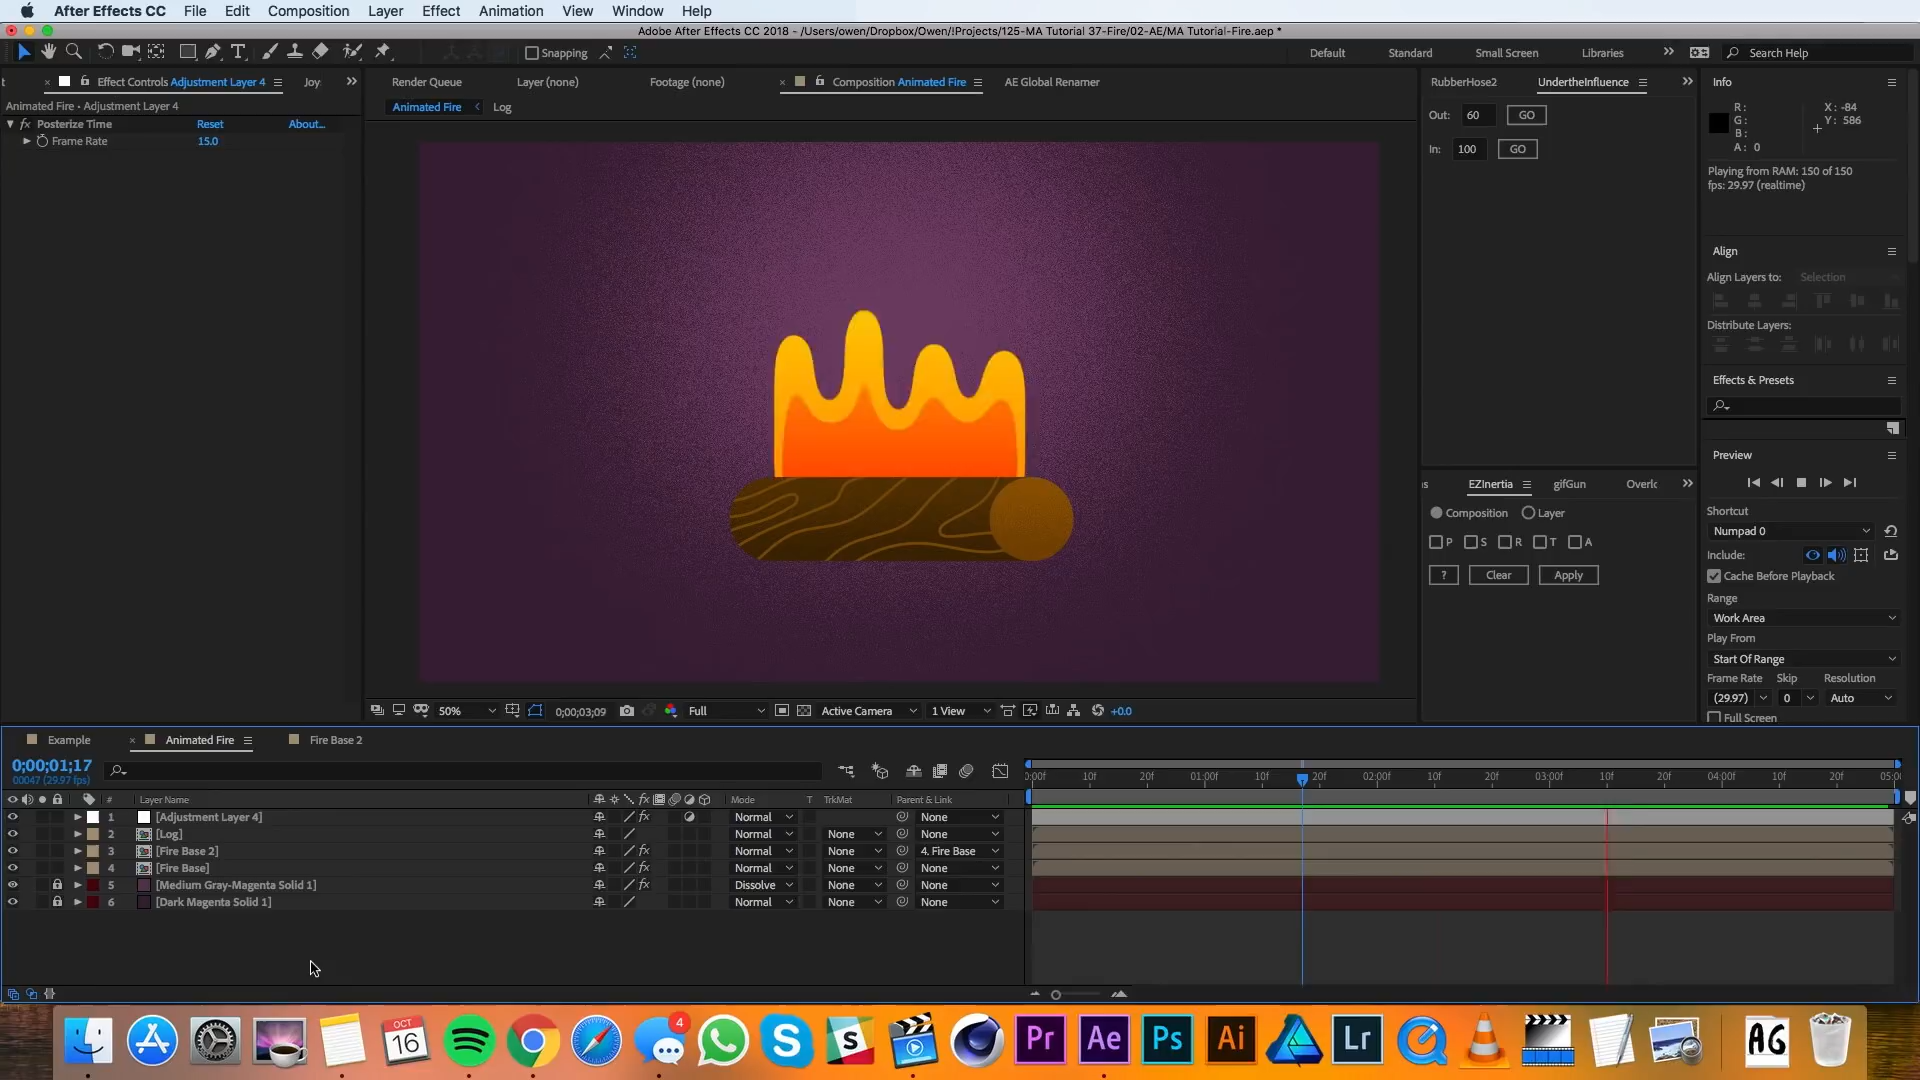 After Effects CC File Edit Composition Layer Effect Animation View Window Help
Adobe After Effects CC 2018 - /Users/owen/Dropbox/Owen/!Projects/125-MA Tutorial 37-Fire/02-AE/MA Tutorial-Fire.aep *
Snapping Default Standard Small Screen Libraries Search Help
Effect Controls Adjustment Layer 4 Joy
Render Queue Layer (none) Footage (none) Composition Animated Fire AE Global Renamer
RubberHose2 UndertheInfluence Info
Animated Fire • Adjustment Layer 4
Animated Fire Log
fx Posterize Time Reset About...
Frame Rate 15.0
Out: 60 GO
In: 100 GO
R: X: -84
G: Y: 586
B:
A: 0
Playing from RAM: 150 of 150
fps: 29.97 (realtime)
Align
Align Layers to: Selection
Distribute Layers:
Effects & Presets
Preview
EZInertia gifGun Overlc
Composition Layer
P S R T A
? Clear Apply
Shortcut
Numpad 0
Include:
Cache Before Playback
Range
Work Area
Play From
Start Of Range
Frame Rate Skip Resolution
(29.97) 0 Auto
Full Screen
50% 0;00;03;09 Full Active Camera 1 View +0.0
Example Animated Fire Fire Base 2
0;00;01;17
00047 (29.97 fps)
:00f 10f 20f 01:00f 10f 20f 02:00f 10f 20f 03:00f 10f 20f 04:00f 10f 20f 05:00
# Layer Name fx Mode T TrkMat Parent & Link
1 [Adjustment Layer 4] fx Normal None
2 [Log] Normal None None
3 [Fire Base 2] fx Normal None 4. Fire Base
4 [Fire Base] fx Normal None None
5 [Medium Gray-Magenta Solid 1] fx Dissolve None None
6 [Dark Magenta Solid 1] Normal None None
OCT
16
4
S
Pr Ae Ps Ai Lr
AG